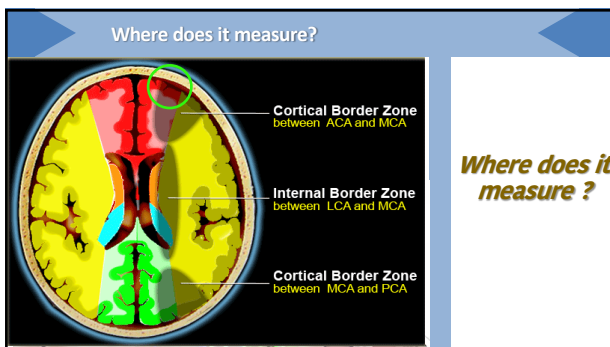 Where does it measure?
Cortical Border Zone
between ACA and MCA
Internal Border Zone
between LCA and MCA
Cortical Border Zone
between MCA and PCA
Where does it
measure ?